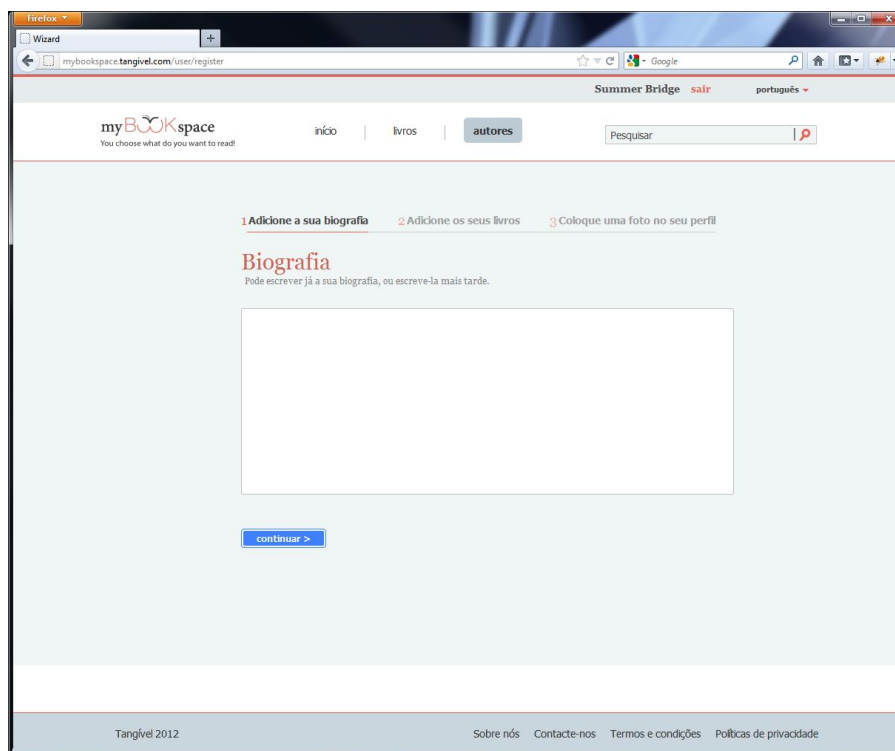 Firefox
Wizard
mybookspace.tangivel.com/user/register
Google
Summer Bridge sair português
myBOOKspace
You choose what do you want to read!
início livros autores
Pesquisar
1 Adicione a sua biografia 2 Adicione os seus livros 3 Coloque uma foto no seu perfil
Biografia
Pode escrever já a sua biografia, ou escreve-la mais tarde.
continuar >
Tangível 2012 Sobre nós Contacte-nos Termos e condições Políticas de privacidade